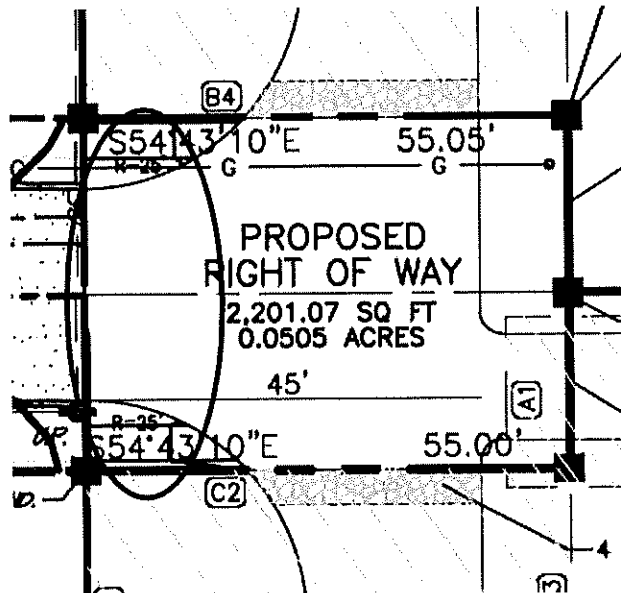 B4
S54°43'10"E 55.05'
R=25'
G G G
PROPOSED
RIGHT OF WAY
2,201.07 SQ FT
0.0505 ACRES
45'
A1
R=25'
S54°43'10"E 55.00'
C2
4